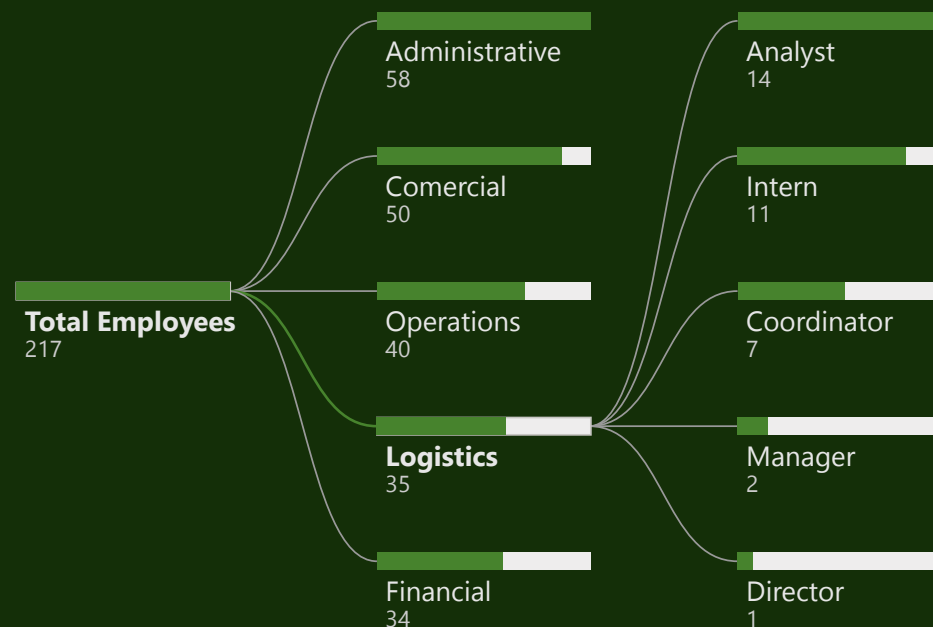 Total Employees
217
Administrative
58
Comercial
50
Operations
40
Logistics
35
Financial
34
Analyst
14
Intern
11
Coordinator
7
Manager
2
Director
1